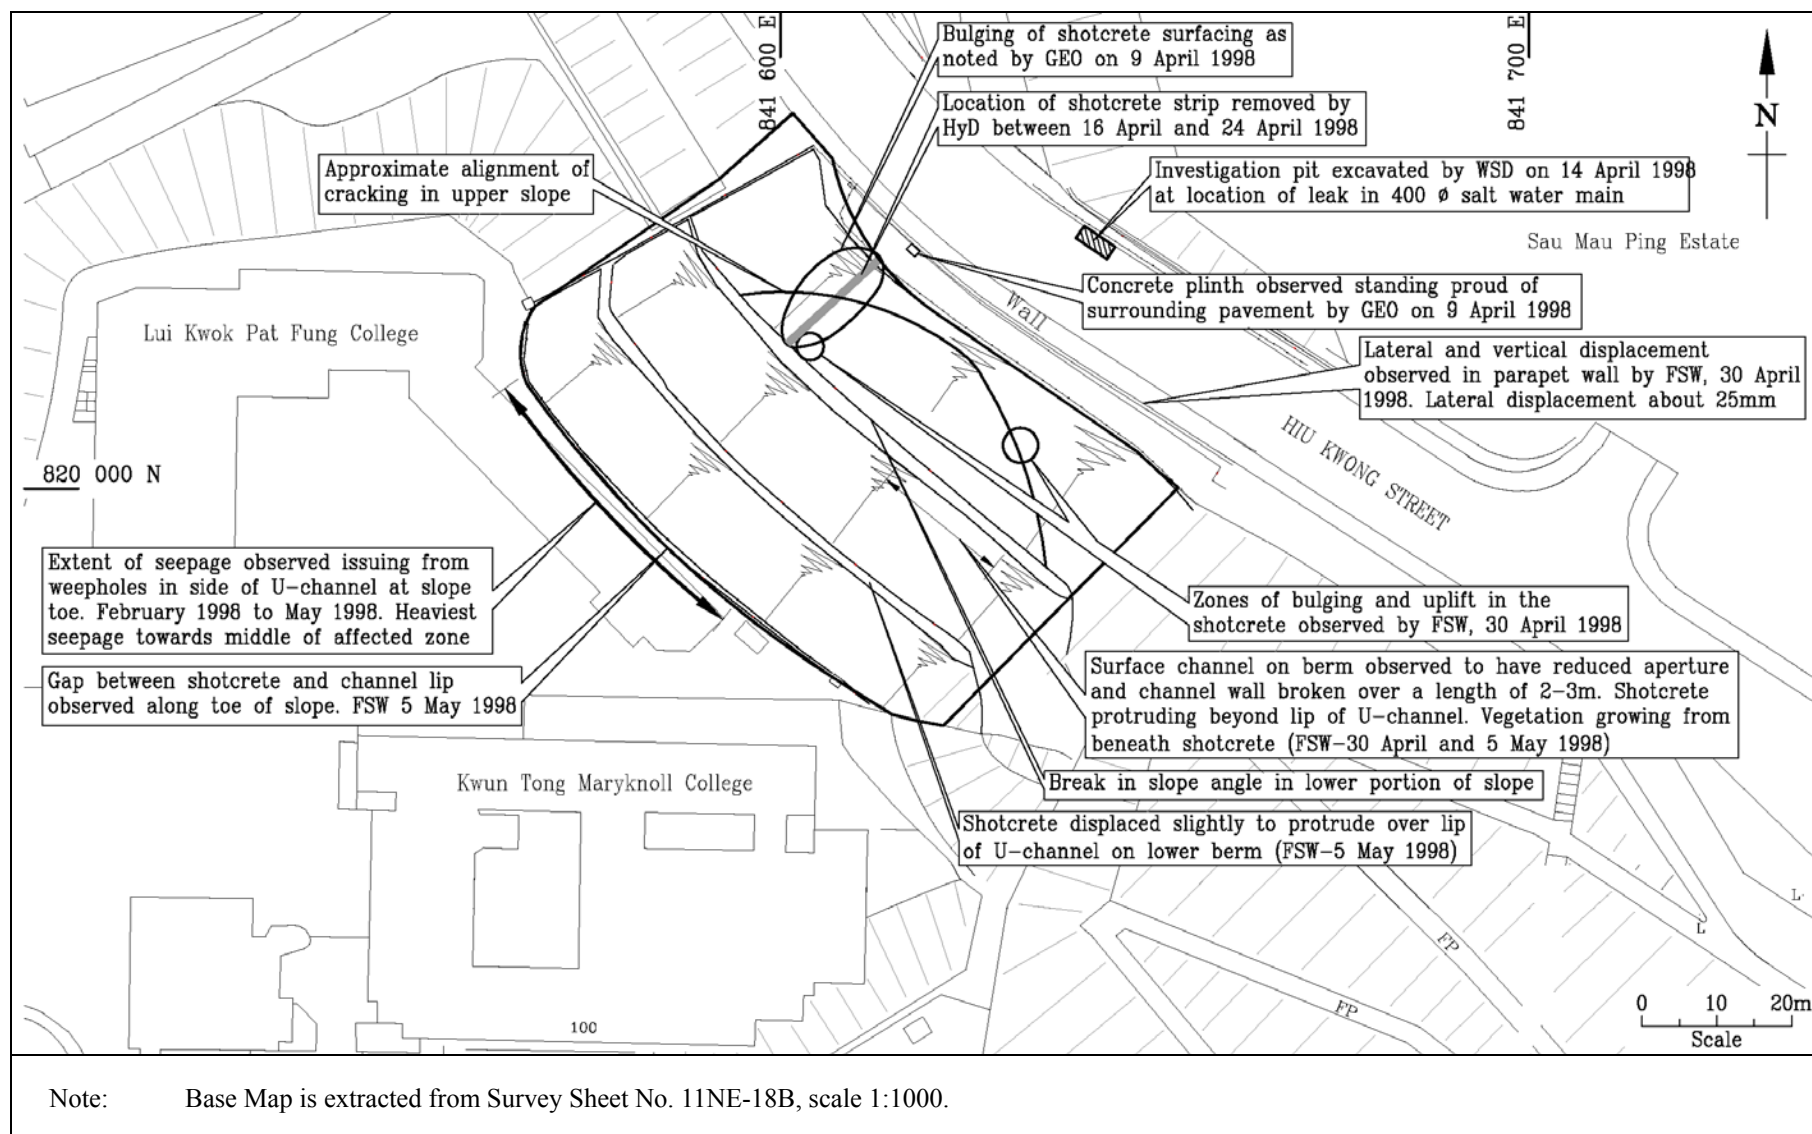 841 600 E
841 700 E
N
Bulging of shotcrete surfacing as
noted by GEO on 9 April 1998
Location of shotcrete strip removed by
HyD between 16 April and 24 April 1998
Approximate alignment of
cracking in upper slope
Investigation pit excavated by WSD on 14 April 1998
at location of leak in 400 ø salt water main
Sau Mau Ping Estate
Concrete plinth observed standing proud of
surrounding pavement by GEO on 9 April 1998
Wall
Lui Kwok Pat Fung College
Lateral and vertical displacement
observed in parapet wall by FSW, 30 April
1998. Lateral displacement about 25mm
HIU KWONG STREET
820 000 N
Extent of seepage observed issuing from
weepholes in side of U-channel at slope
toe. February 1998 to May 1998. Heaviest
seepage towards middle of affected zone
Zones of bulging and uplift in the
shotcrete observed by FSW, 30 April 1998
Gap between shotcrete and channel lip
observed along toe of slope. FSW 5 May 1998
Surface channel on berm observed to have reduced aperture
and channel wall broken over a length of 2-3m. Shotcrete
protruding beyond lip of U-channel. Vegetation growing from
beneath shotcrete (FSW-30 April and 5 May 1998)
Kwun Tong Maryknoll College
Break in slope angle in lower portion of slope
Shotcrete displaced slightly to protrude over lip
of U-channel on lower berm (FSW-5 May 1998)
L
L
FP
FP
100
0 10 20m
Scale
Note: Base Map is extracted from Survey Sheet No. 11NE-18B, scale 1:1000.